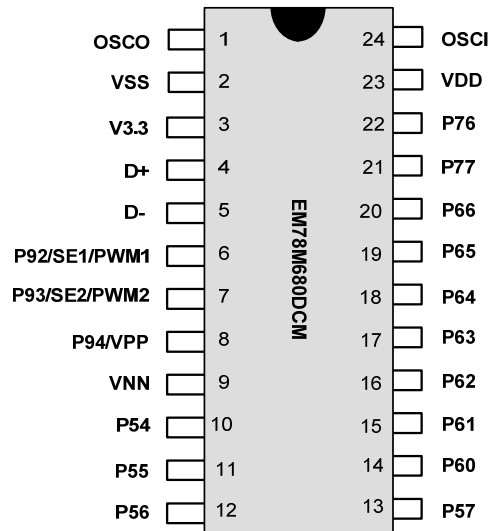 OSCO 1 24 OSCI
VSS 2 23 VDD
V3.3 3 22 P76
D+ 4 21 P77
D- 5 20 P66
P92/SE1/PWM1 6 19 P65
P93/SE2/PWM2 7 18 P64
P94/VPP 8 17 P63
VNN 9 16 P62
P54 10 15 P61
P55 11 14 P60
P56 12 13 P57
EM78M680DCM